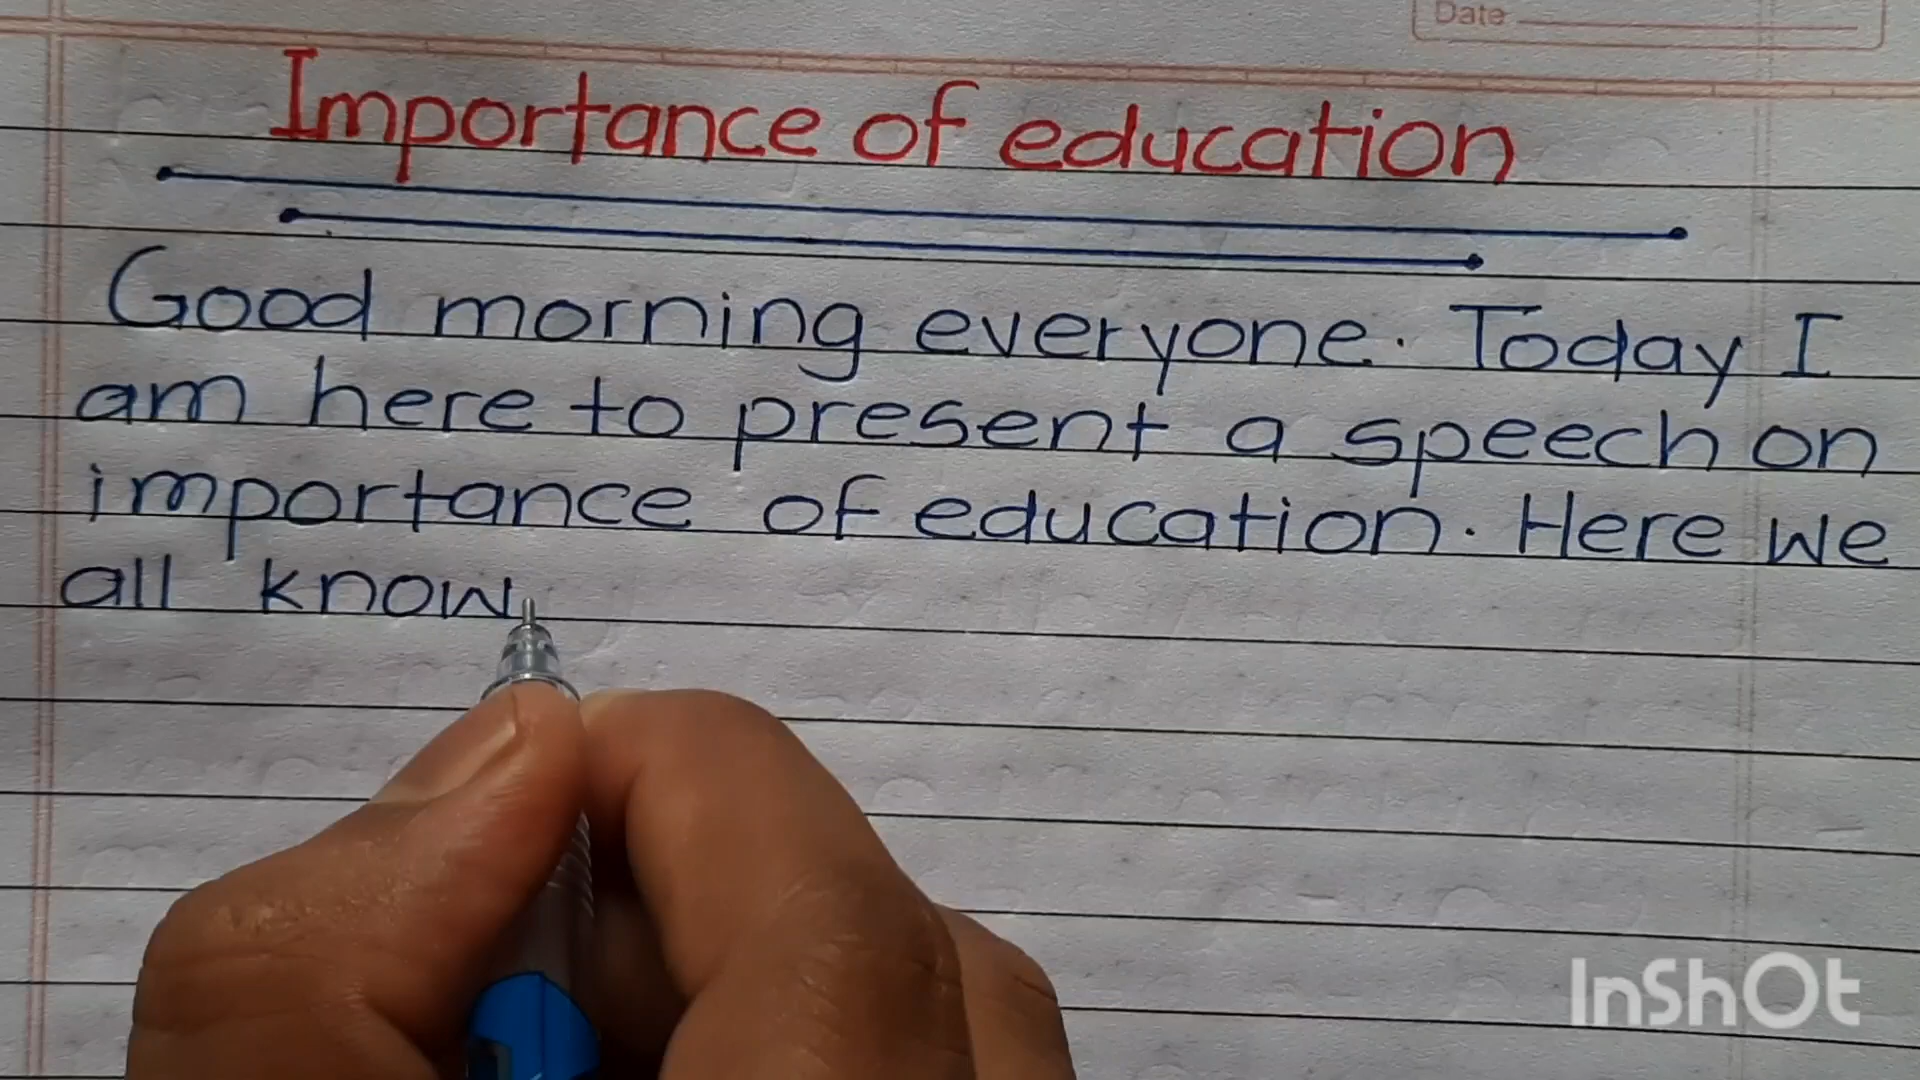 Date
Importance of education
Good morning everyone. Today I
am here to present a speech on
importance of education. Here we
all know
InShOt